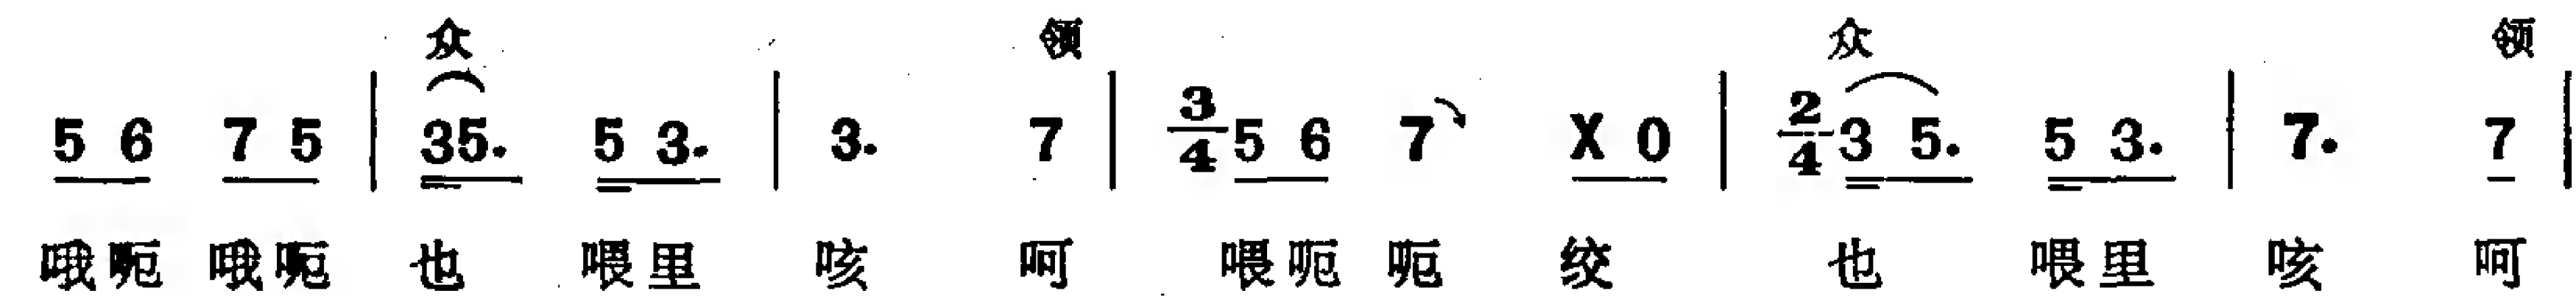 众 领 众 领
5 6 7 5 | 35. 5 3. | 3. 7 | 3/4 5 6 7 X 0 | 2/4 3 5. 5 3. | 7. 7 |
哦呃 哦呃 也 喂里 咳 呵 喂呃 呃 绞 也 喂里 咳 呵